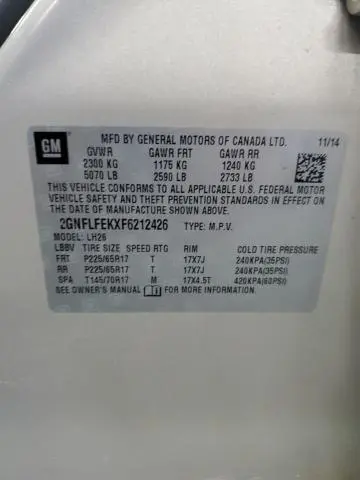 GM
MFD BY GENERAL MOTORS OF CANADA LTD. 11/14
GVWR GAWR FRT GAWR RR
2300 KG 1175 KG 1240 KG
5070 LB 2590 LB 2733 LB
THIS VEHICLE CONFORMS TO ALL APPLICABLE U.S. FEDERAL MOTOR
VEHICLE SAFETY AND THEFT PREVENTION STANDARDS IN EFFECT ON
THE DATE OF MANUFACTURE SHOWN ABOVE.
2GNFLFEKXF6212426 TYPE: M.P.V.
MODEL: LH26
LBBV TIRE SIZE SPEED RTG RIM COLD TIRE PRESSURE
FRT P225/65R17 T 17X7J 240KPA(35PSI)
RR P225/65R17 T 17X7J 240KPA(35PSI)
SPA T145/70R17 M 17X4.5T 420KPA(60PSI)
SEE OWNER'S MANUAL FOR MORE INFORMATION.